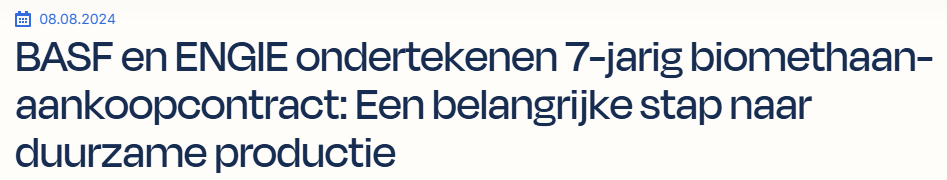 08.08.2024
BASF en ENGIE ondertekenen 7-jarig biomethaan-
aankoopcontract: Een belangrijke stap naar
duurzame productie